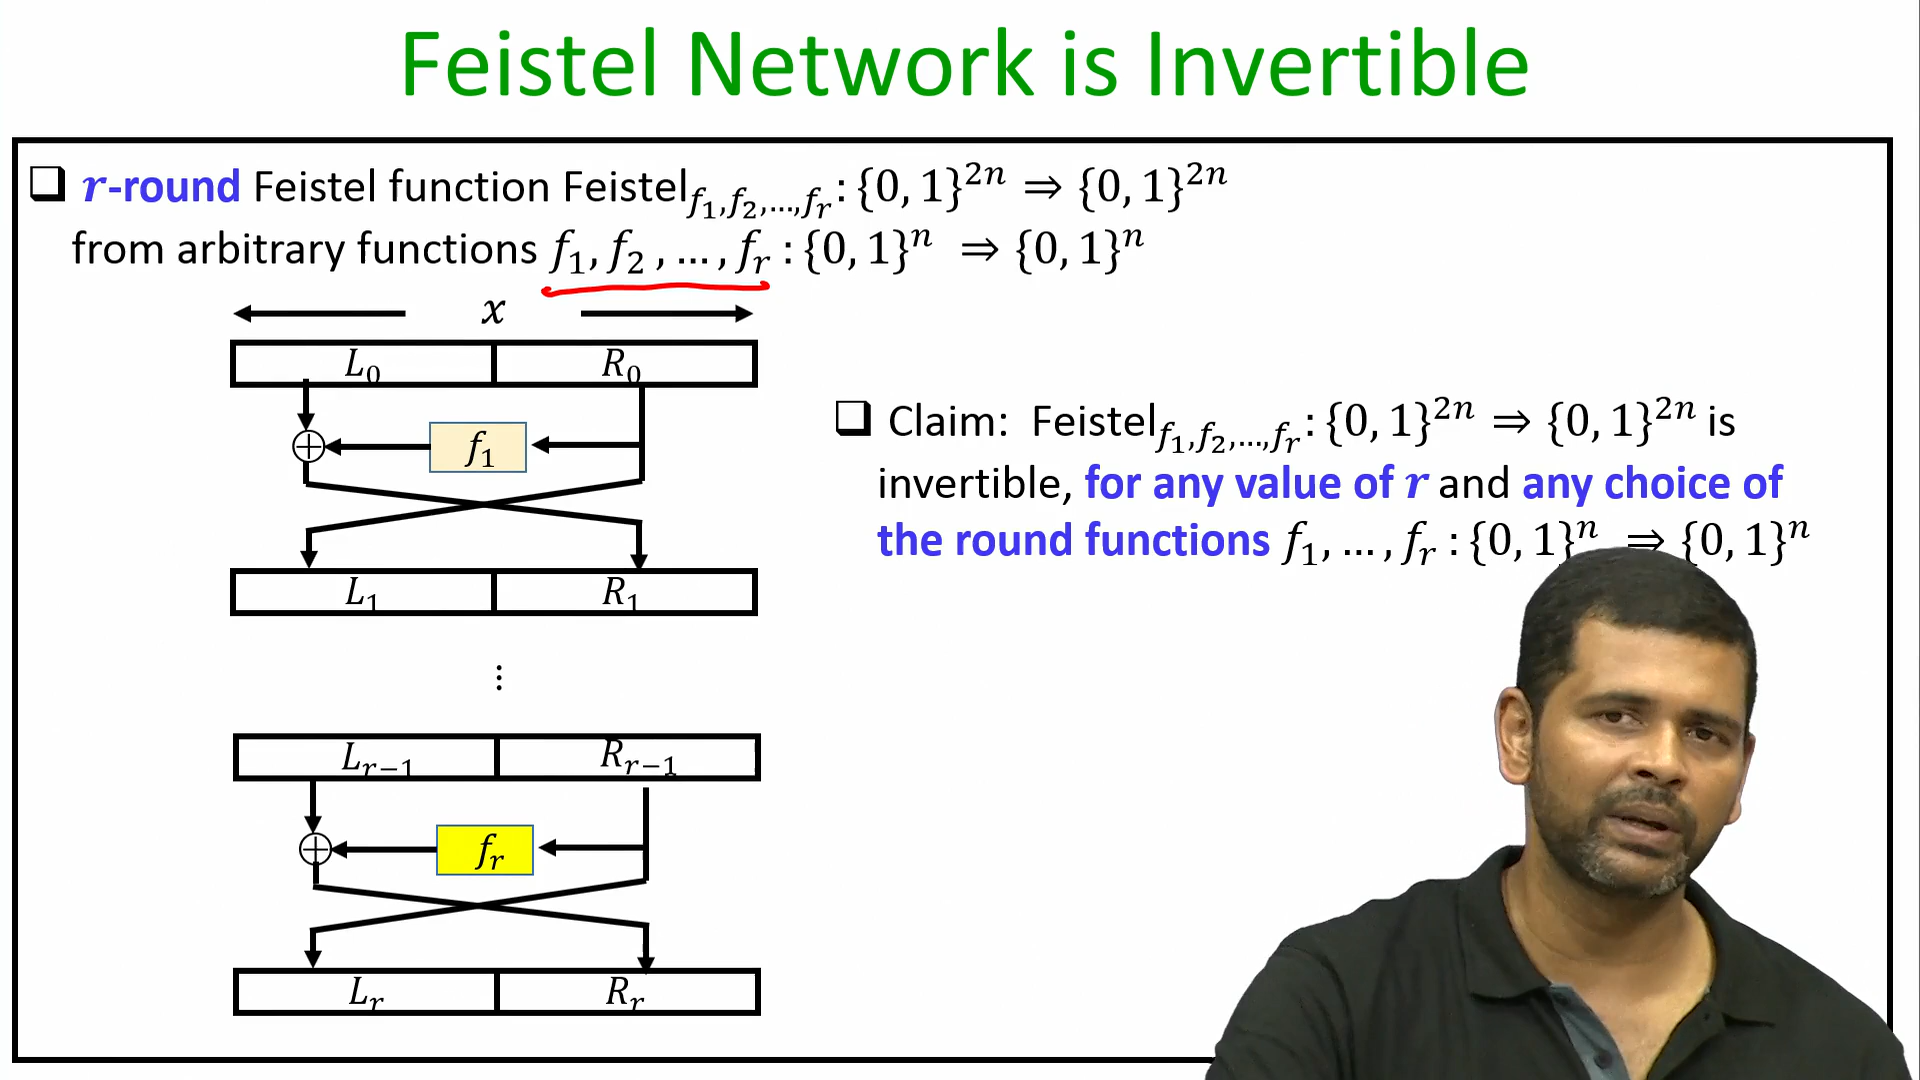 Feistel Network is Invertible
❑ r-round Feistel function Feistel_{f₁,f₂,…,fᵣ} : {0, 1}²ⁿ ⇒ {0, 1}²ⁿ
from arbitrary functions f₁, f₂ , … , fᵣ : {0, 1}ⁿ ⇒ {0, 1}ⁿ
x
L₀ R₀
⊕ f₁
L₁ R₁
⋮
Lᵣ₋₁ Rᵣ₋₁
⊕ fᵣ
Lᵣ Rᵣ
❑ Claim: Feistel_{f₁,f₂,…,fᵣ} : {0, 1}²ⁿ ⇒ {0, 1}²ⁿ is
invertible, for any value of r and any choice of
the round functions f₁, … , fᵣ : {0, 1}ⁿ ⇒ {0, 1}ⁿ